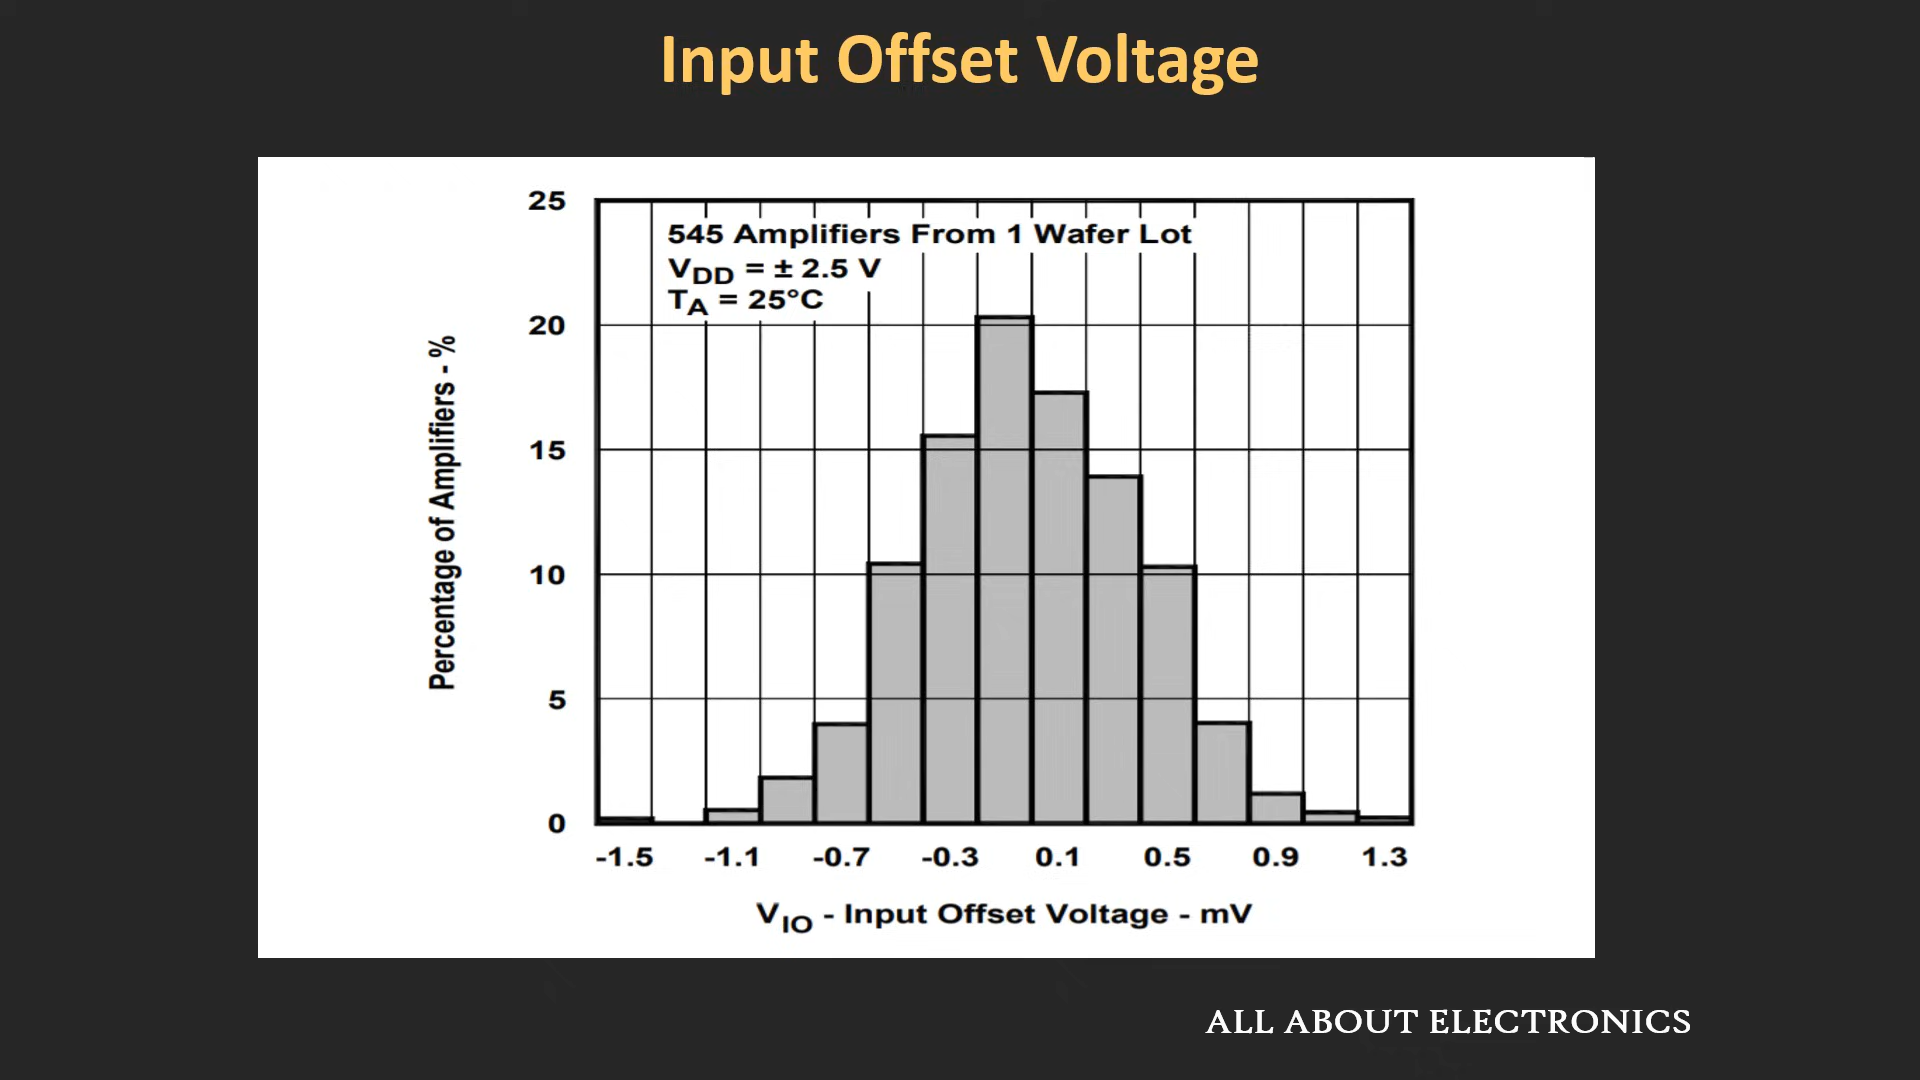 Input Offset Voltage
25
545 Amplifiers From 1 Wafer Lot
VDD = ± 2.5 V
TA = 25°C
20
15
10
5
0
Percentage of Amplifiers - %
-1.5 -1.1 -0.7 -0.3 0.1 0.5 0.9 1.3
VIO - Input Offset Voltage - mV
ALL ABOUT ELECTRONICS